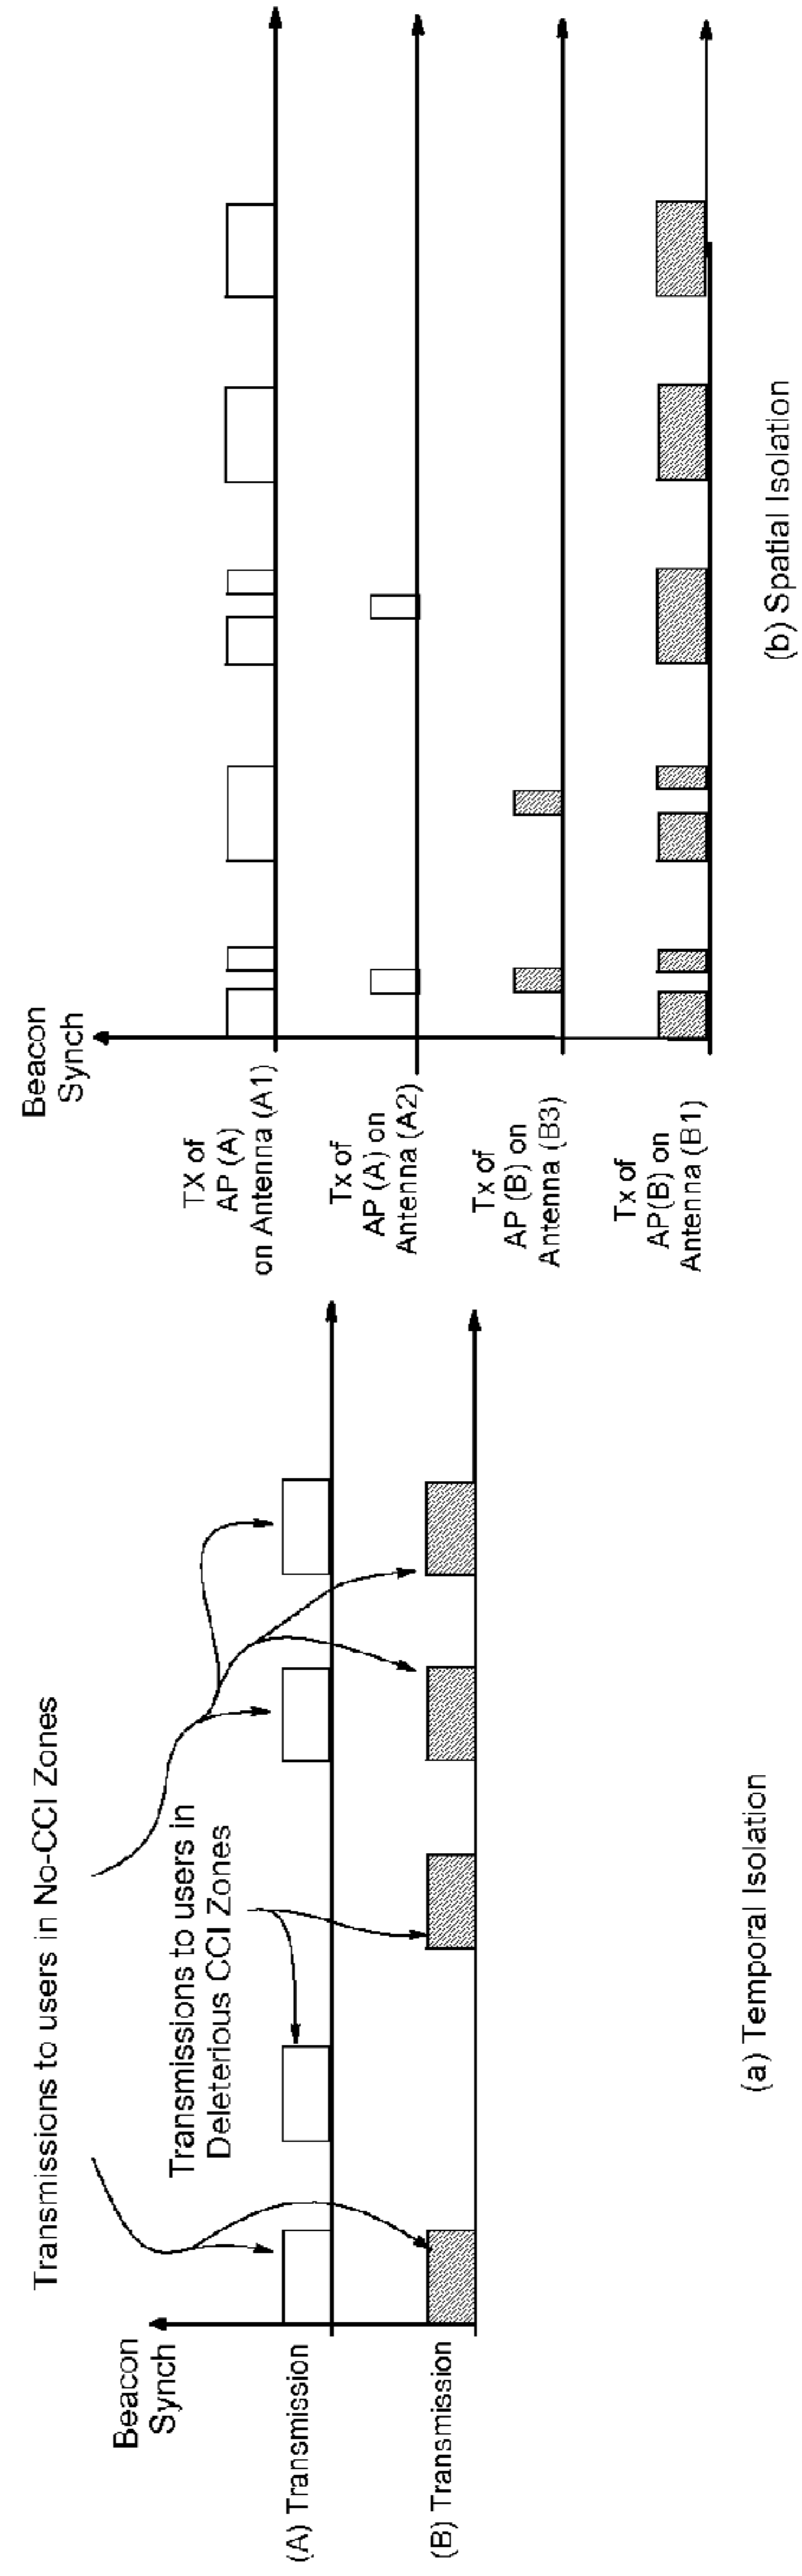 Transmissions to users in No-CCI Zones
Beacon
Synch
Transmissions to users in
Deleterious CCI Zones
(A) Transmission
(B) Transmission
(a) Temporal Isolation
Beacon
Synch
TX of
AP (A)
on Antenna (A1)
Tx of
AP (A) on
Antenna (A2)
Tx of
AP (B) on
Antenna (B3)
Tx of
AP(B) on
Antenna (B1)
(b) Spatial Isolation